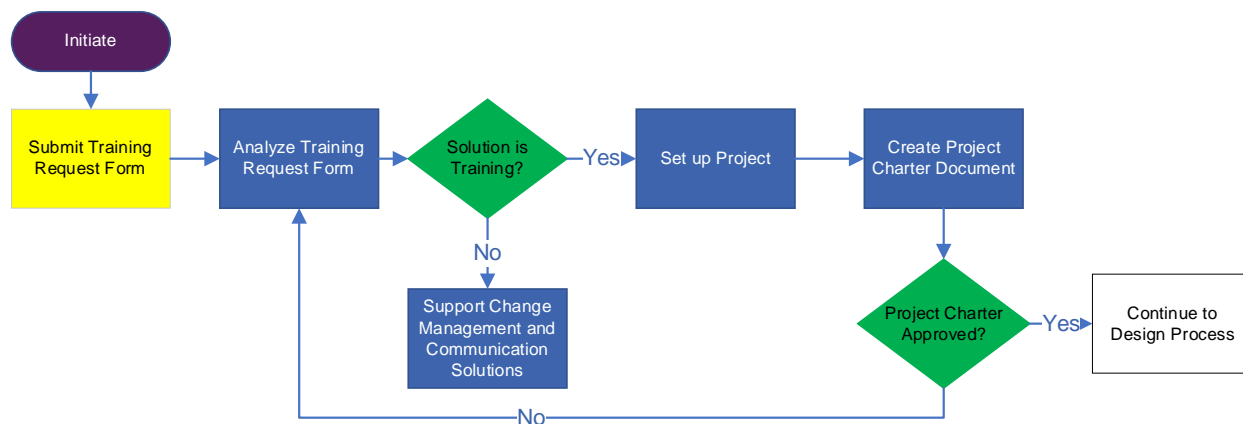 Initiate
Submit Training
Request Form
Analyze Training
Request Form
Solution is
Training?
Yes
Set up Project
Create Project
Charter Document
No
Support Change
Management and
Communication
Solutions
Project Charter
Approved?
Yes
Continue to
Design Process
No